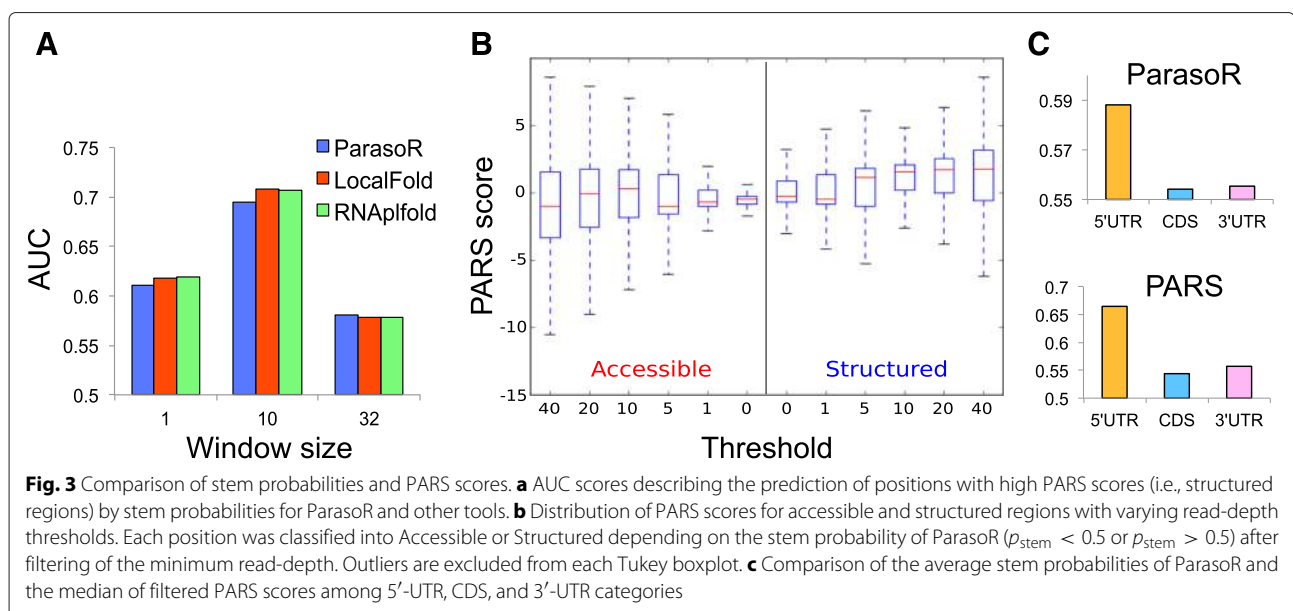 A
0.75
0.7
0.65
0.6
0.55
0.5
AUC
ParasoR
LocalFold
RNAplfold
1 10 32
Window size
B
PARS score
5
0
-5
-10
-15
Accessible Structured
40 20 10 5 1 0 0 1 5 10 20 40
Threshold
C
ParasoR
0.59
0.57
0.55
5'UTR CDS 3'UTR
PARS
0.7
0.65
0.6
0.55
0.5
5'UTR CDS 3'UTR
Fig. 3 Comparison of stem probabilities and PARS scores. a AUC scores describing the prediction of positions with high PARS scores (i.e., structured
regions) by stem probabilities for ParasoR and other tools. b Distribution of PARS scores for accessible and structured regions with varying read-depth
thresholds. Each position was classified into Accessible or Structured depending on the stem probability of ParasoR (pstem < 0.5 or pstem > 0.5) after
filtering of the minimum read-depth. Outliers are excluded from each Tukey boxplot. c Comparison of the average stem probabilities of ParasoR and
the median of filtered PARS scores among 5′-UTR, CDS, and 3′-UTR categories